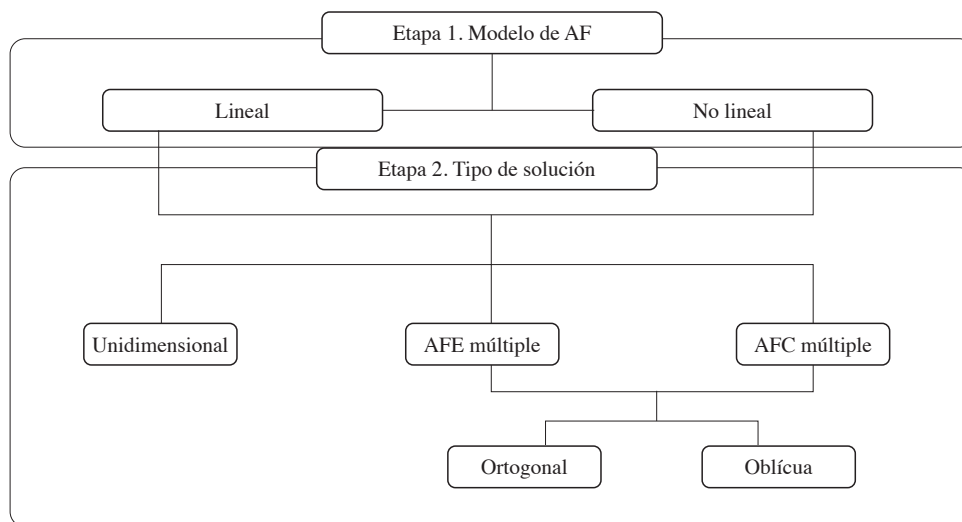 Etapa 1. Modelo de AF
Lineal
No lineal
Etapa 2. Tipo de solución
Unidimensional
AFE múltiple
AFC múltiple
Ortogonal
Oblícua